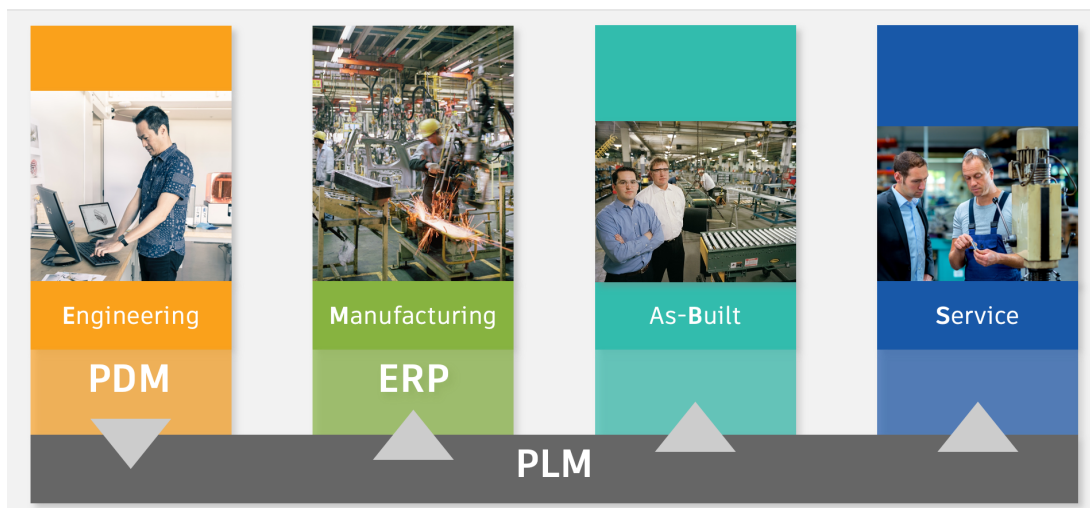 Engineering
Manufacturing
As-Built
Service
PDM
ERP
PLM